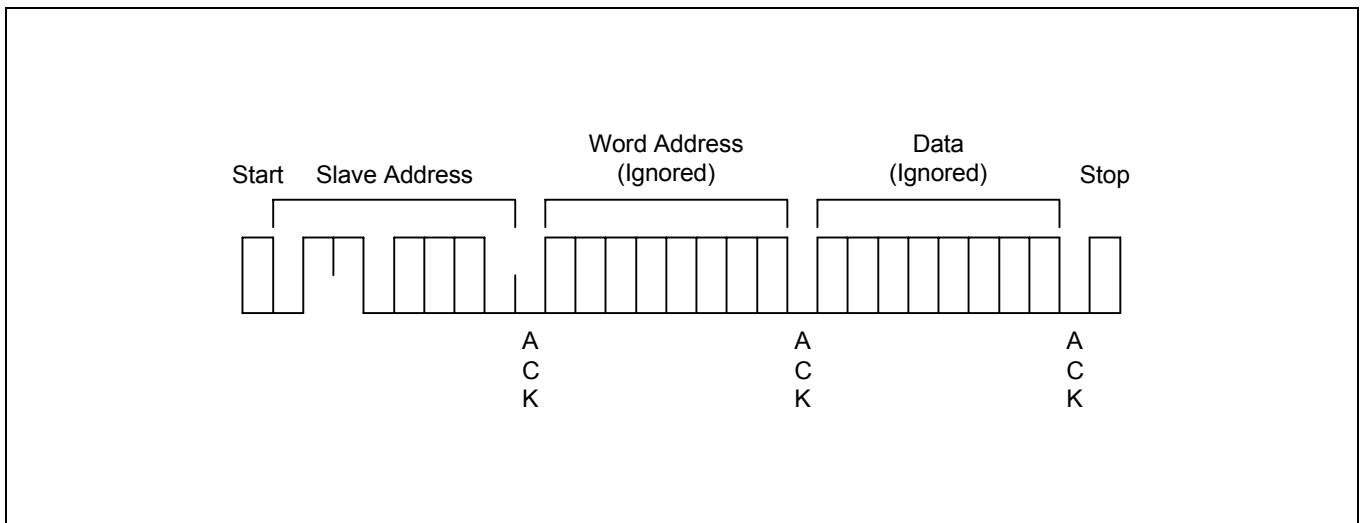 Start
Slave Address
Word Address
(Ignored)
Data
(Ignored)
Stop
A
C
K
A
C
K
A
C
K